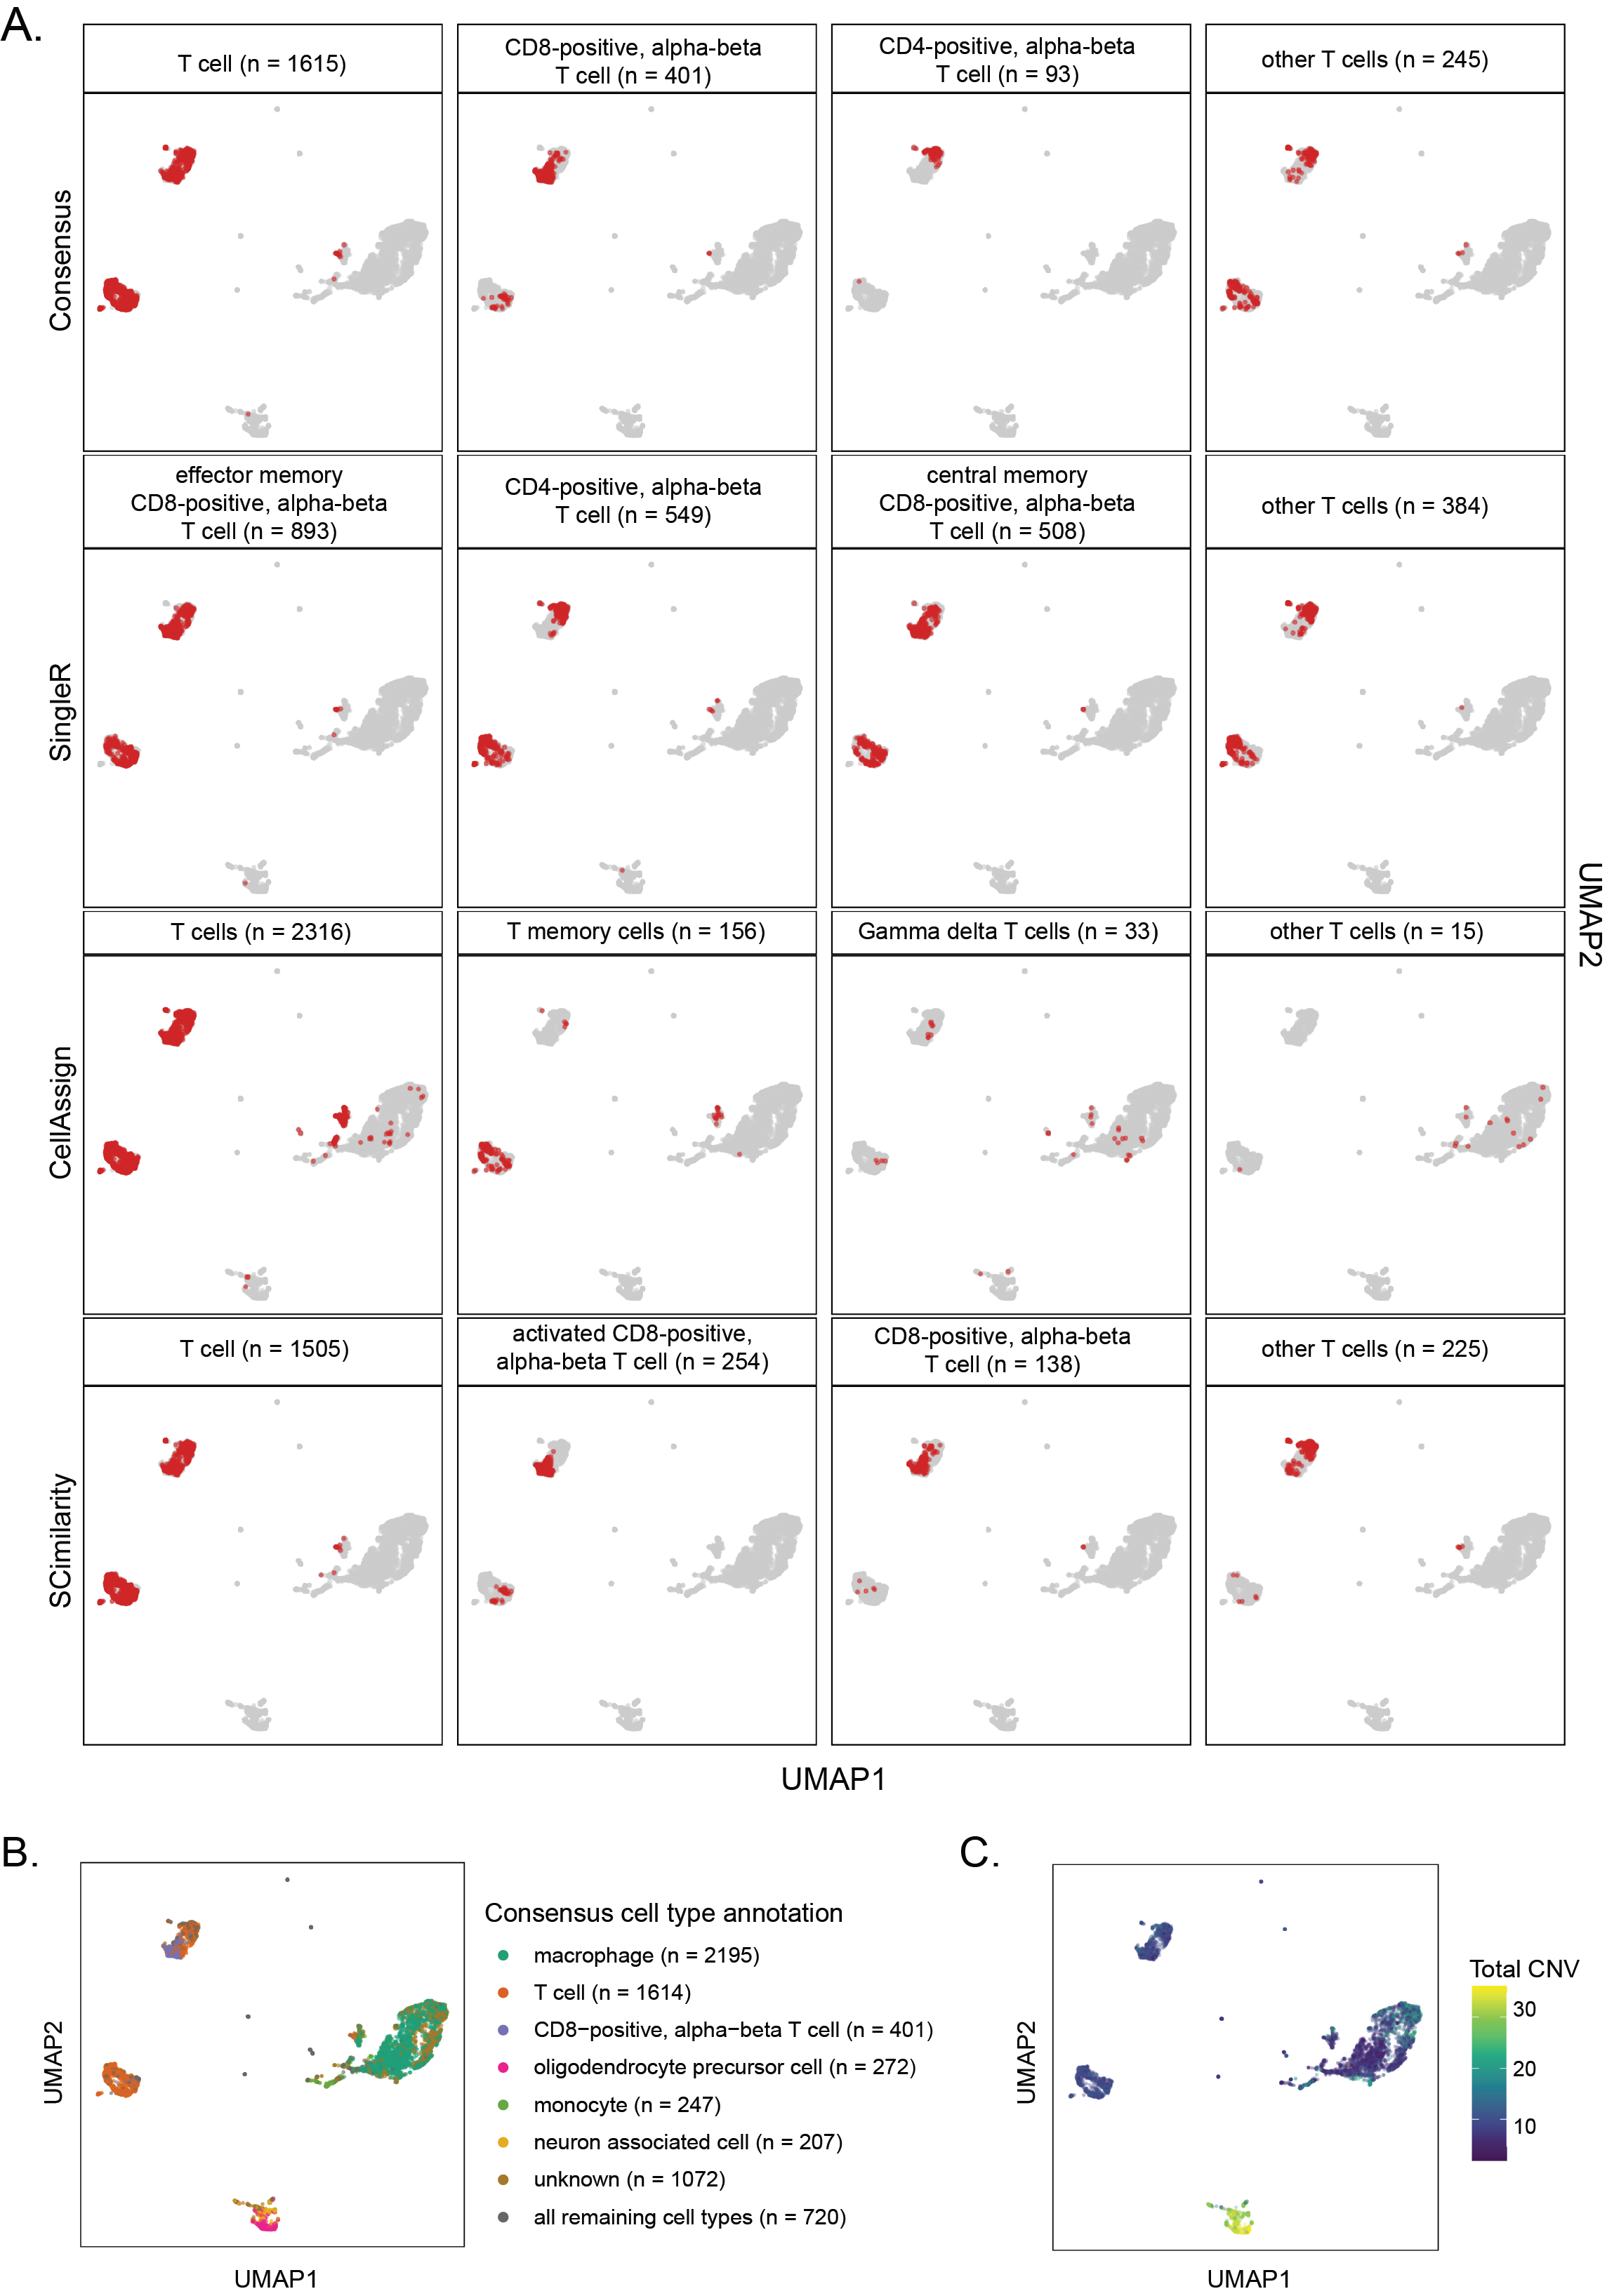 A.
T cell (n = 1615)
CD8-positive, alpha-beta
T cell (n = 401)
CD4-positive, alpha-beta
T cell (n = 93)
other T cells (n = 245)
Consensus
effector memory
CD8-positive, alpha-beta
T cell (n = 893)
CD4-positive, alpha-beta
T cell (n = 549)
central memory
CD8-positive, alpha-beta
T cell (n = 508)
other T cells (n = 384)
SingleR
T cells (n = 2316)
T memory cells (n = 156)
Gamma delta T cells (n = 33)
other T cells (n = 15)
CellAssign
T cell (n = 1505)
activated CD8-positive,
alpha-beta T cell (n = 254)
CD8-positive, alpha-beta
T cell (n = 138)
other T cells (n = 225)
SCimilarity
UMAP2
UMAP1
B.
UMAP2
UMAP1
Consensus cell type annotation
macrophage (n = 2195)
T cell (n = 1614)
CD8−positive, alpha−beta T cell (n = 401)
oligodendrocyte precursor cell (n = 272)
monocyte (n = 247)
neuron associated cell (n = 207)
unknown (n = 1072)
all remaining cell types (n = 720)
C.
UMAP2
UMAP1
Total CNV
30
20
10